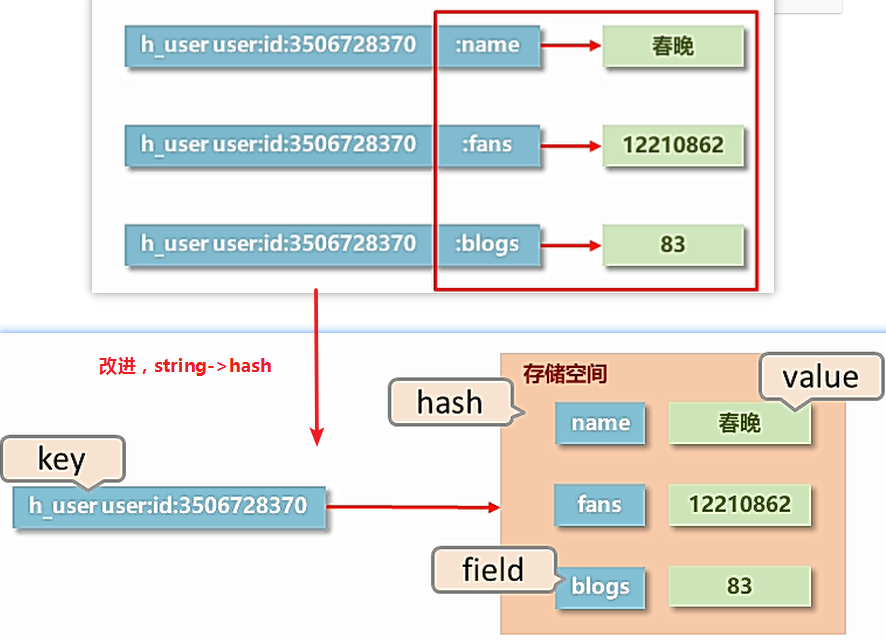 h_user user:id:3506728370 :name 春晚
h_user user:id:3506728370 :fans 12210862
h_user user:id:3506728370 :blogs 83
改进，string->hash
存储空间
value
hash
name 春晚
key
h_user user:id:3506728370
fans 12210862
field
blogs 83